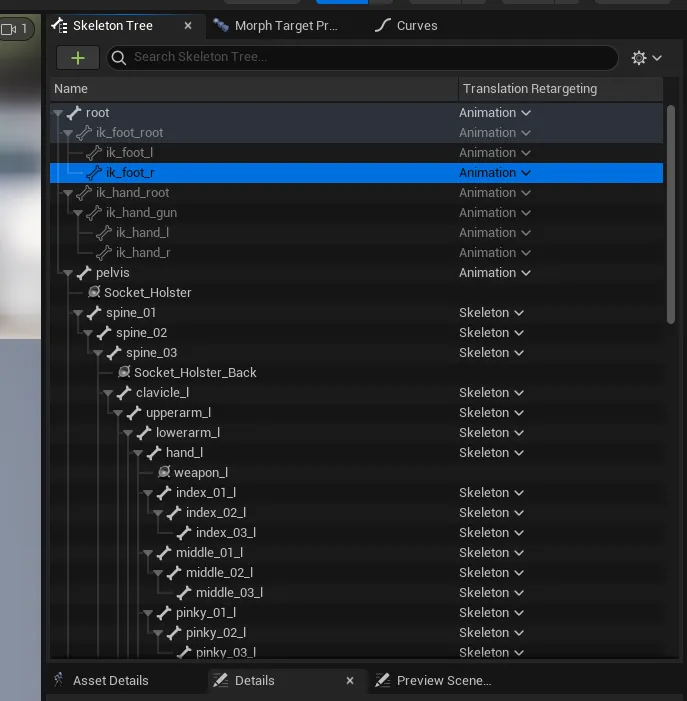 1
Skeleton Tree × Morph Target Pr... Curves
+ Search Skeleton Tree...
Name Translation Retargeting
root Animation
ik_foot_root Animation
ik_foot_l Animation
ik_foot_r Animation
ik_hand_root Animation
ik_hand_gun Animation
ik_hand_l Animation
ik_hand_r Animation
pelvis Animation
Socket_Holster
spine_01 Skeleton
spine_02 Skeleton
spine_03 Skeleton
Socket_Holster_Back
clavicle_l Skeleton
upperarm_l Skeleton
lowerarm_l Skeleton
hand_l Skeleton
weapon_l
index_01_l Skeleton
index_02_l Skeleton
index_03_l Skeleton
middle_01_l Skeleton
middle_02_l Skeleton
middle_03_l Skeleton
pinky_01_l Skeleton
pinky_02_l Skeleton
pinky_03_l Skeleton
Asset Details Details × Preview Scene...